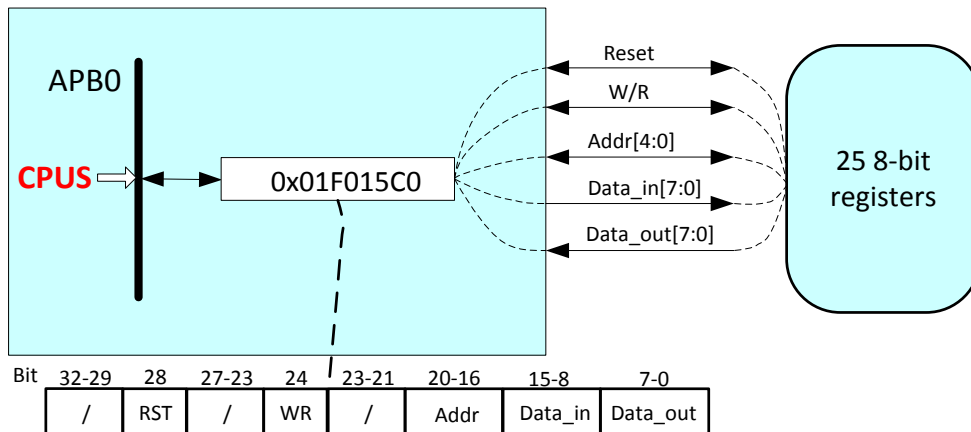 Reset
APB0
W/R
Addr[4:0]
CPUS
0x01F015C0
25 8-bit
registers
Data_in[7:0]
Data_out[7:0]
Bit 32-29 28 27-23 24 23-21 20-16 15-8 7-0
/ RST / WR / Addr Data_in Data_out